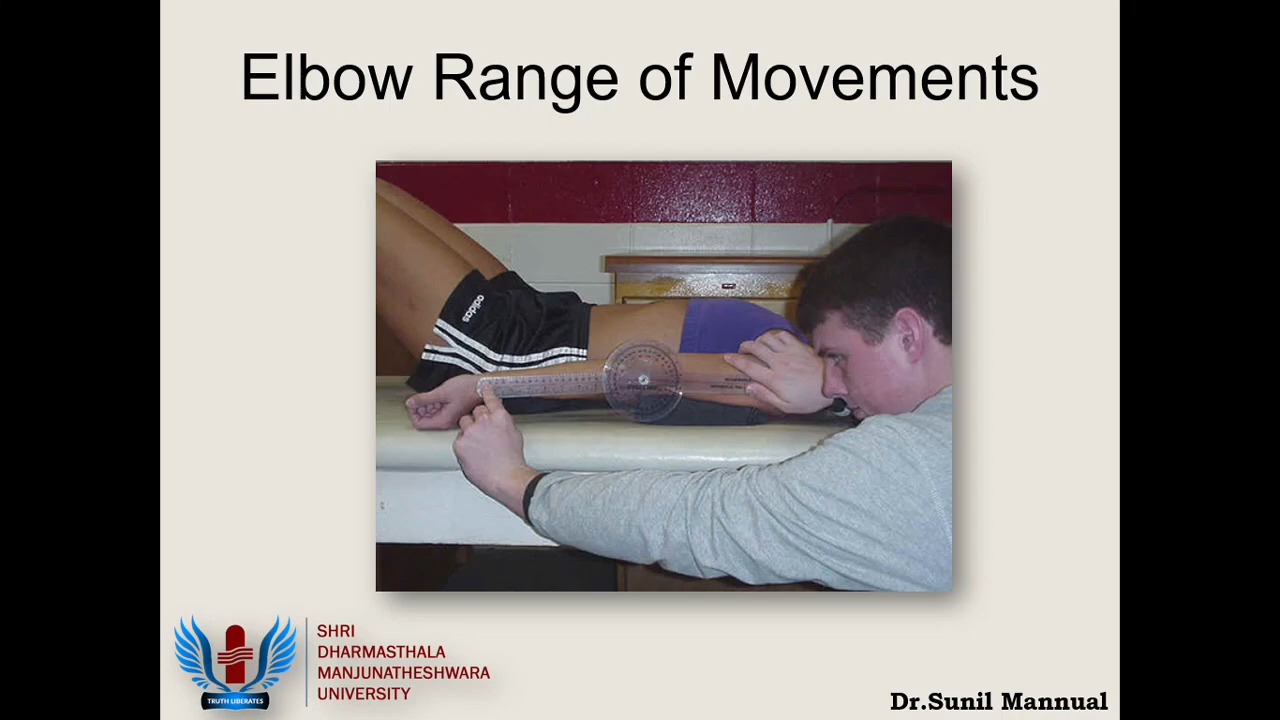 Elbow Range of Movements
adidas
SHRI
DHARMASTHALA
MANJUNATHESHWARA
UNIVERSITY
TRUTH LIBERATES
Dr.Sunil Mannual